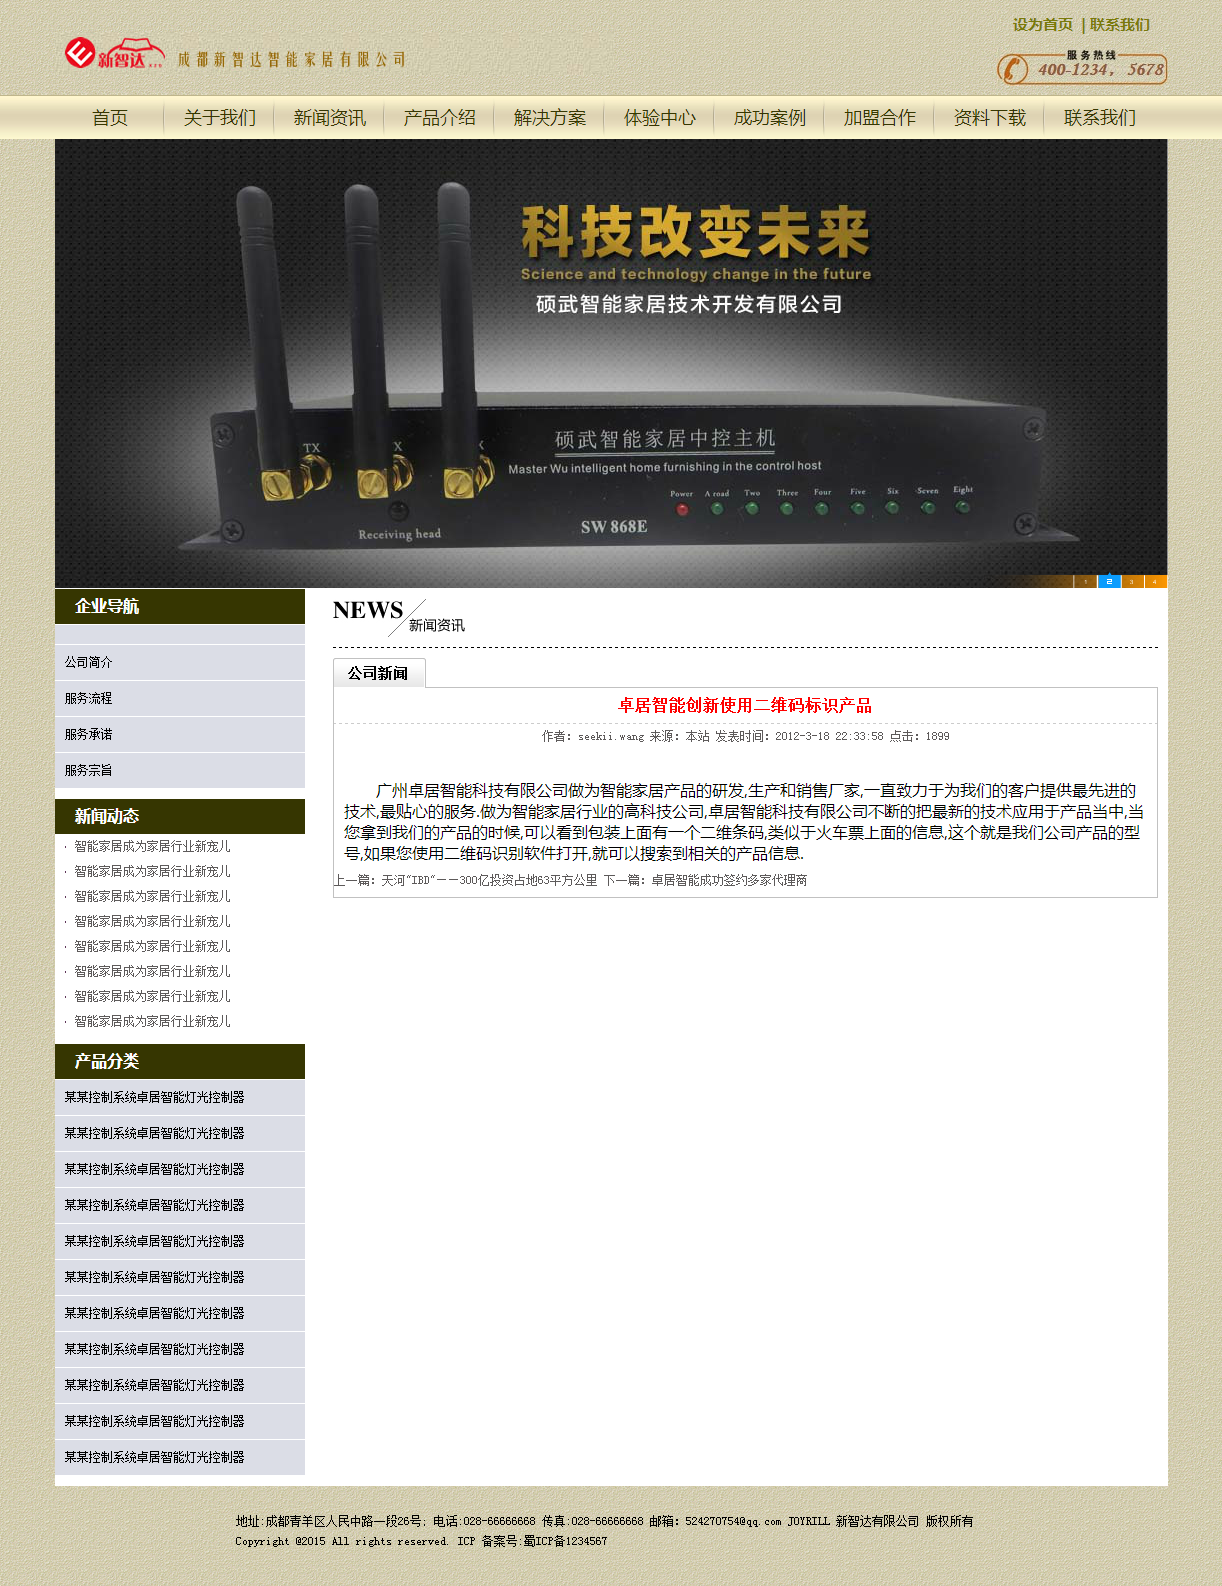 设为首页 | 联系我们
新智达...
成都新智达智能家居有限公司
服务热线
400-1234，5678
首页 关于我们 新闻资讯 产品介绍 解决方案 体验中心 成功案例 加盟合作 资料下载 联系我们
科技改变未来
Science and technology change in the future
硕武智能家居技术开发有限公司
TX X X
硕武智能家居中控主机
Master Wu intelligent home furnishing in the control host
Power A road Two Three Four Five Six Seven Eight
SW 868E
Receiving head
1 2 3 4
企业导航
公司简介
服务流程
服务承诺
服务宗旨
新闻动态
· 智能家居成为家居行业新宠儿
· 智能家居成为家居行业新宠儿
· 智能家居成为家居行业新宠儿
· 智能家居成为家居行业新宠儿
· 智能家居成为家居行业新宠儿
· 智能家居成为家居行业新宠儿
· 智能家居成为家居行业新宠儿
· 智能家居成为家居行业新宠儿
产品分类
某某控制系统卓居智能灯光控制器
某某控制系统卓居智能灯光控制器
某某控制系统卓居智能灯光控制器
某某控制系统卓居智能灯光控制器
某某控制系统卓居智能灯光控制器
某某控制系统卓居智能灯光控制器
某某控制系统卓居智能灯光控制器
某某控制系统卓居智能灯光控制器
某某控制系统卓居智能灯光控制器
某某控制系统卓居智能灯光控制器
某某控制系统卓居智能灯光控制器
NEWS
新闻资讯
公司新闻
卓居智能创新使用二维码标识产品
作者：seekii.wang 来源：本站 发表时间：2012-3-18 22:33:58 点击：1899
广州卓居智能科技有限公司做为智能家居产品的研发,生产和销售厂家,一直致力于为我们的客户提供最先进的
技术,最贴心的服务.做为智能家居行业的高科技公司,卓居智能科技有限公司不断的把最新的技术应用于产品当中,当
您拿到我们的产品的时候,可以看到包装上面有一个二维条码,类似于火车票上面的信息,这个就是我们公司产品的型
号,如果您使用二维码识别软件打开,就可以搜索到相关的产品信息.
上一篇：天河“IBD”——300亿投资占地63平方公里 下一篇：卓居智能成功签约多家代理商
地址:成都青羊区人民中路一段26号; 电话:028-66666668 传真:028-66666668 邮箱：524270754@qq.com JOYRILL 新智达有限公司 版权所有
Copyright @2015 All rights reserved. ICP 备案号:蜀ICP备1234567